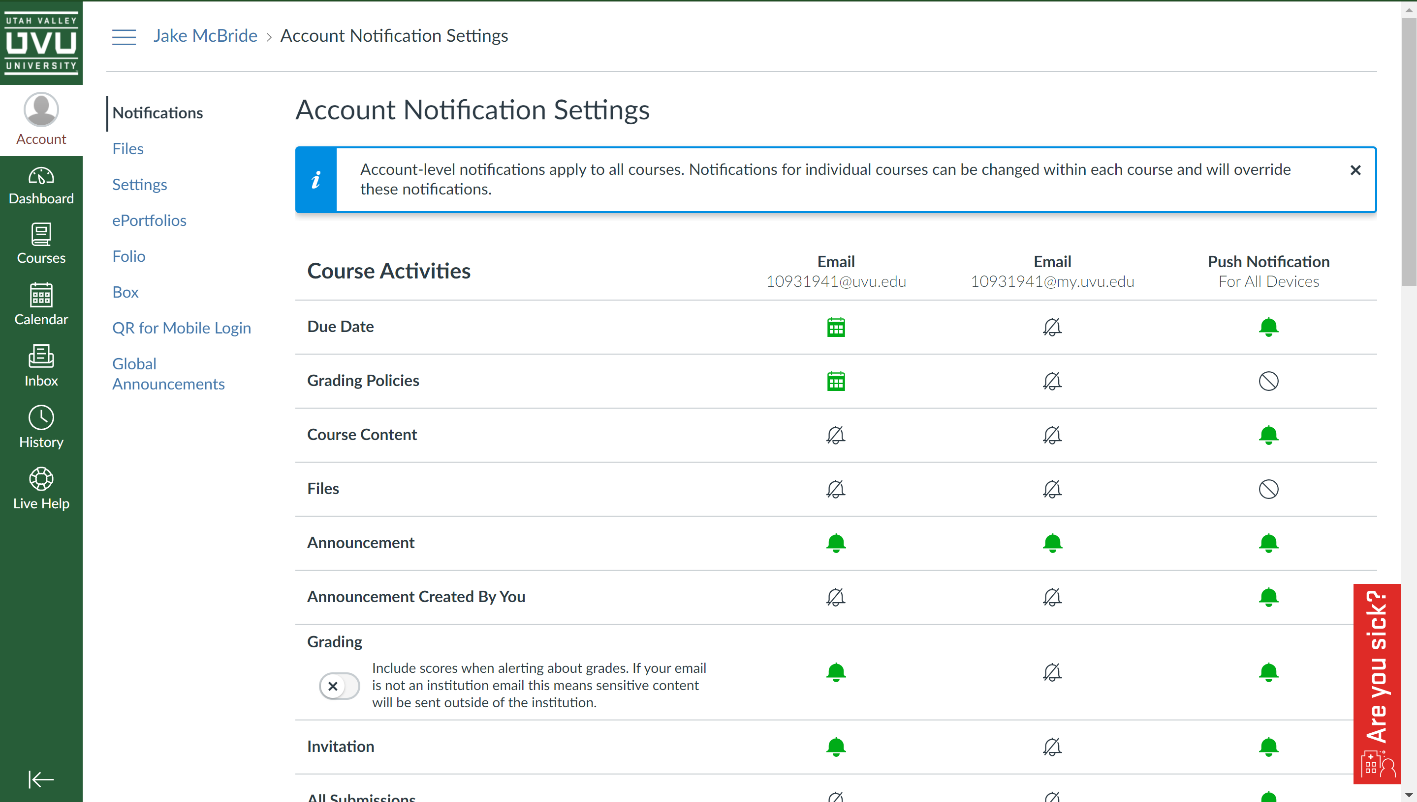 UTAH VALLEY
UVU
UNIVERSITY
Account
Dashboard
Courses
Calendar
Inbox
History
Live Help
Jake McBride › Account Notification Settings
Notifications
Files
Settings
ePortfolios
Folio
Box
QR for Mobile Login
Global
Announcements
Account Notification Settings
i
Account-level notifications apply to all courses. Notifications for individual courses can be changed within each course and will override
these notifications.
Course Activities
Email
10931941@uvu.edu
Email
10931941@my.uvu.edu
Push Notification
For All Devices
Due Date
Grading Policies
Course Content
Files
Announcement
Announcement Created By You
Grading
Include scores when alerting about grades. If your email
is not an institution email this means sensitive content
will be sent outside of the institution.
Invitation
All Submissions
Are you sick?